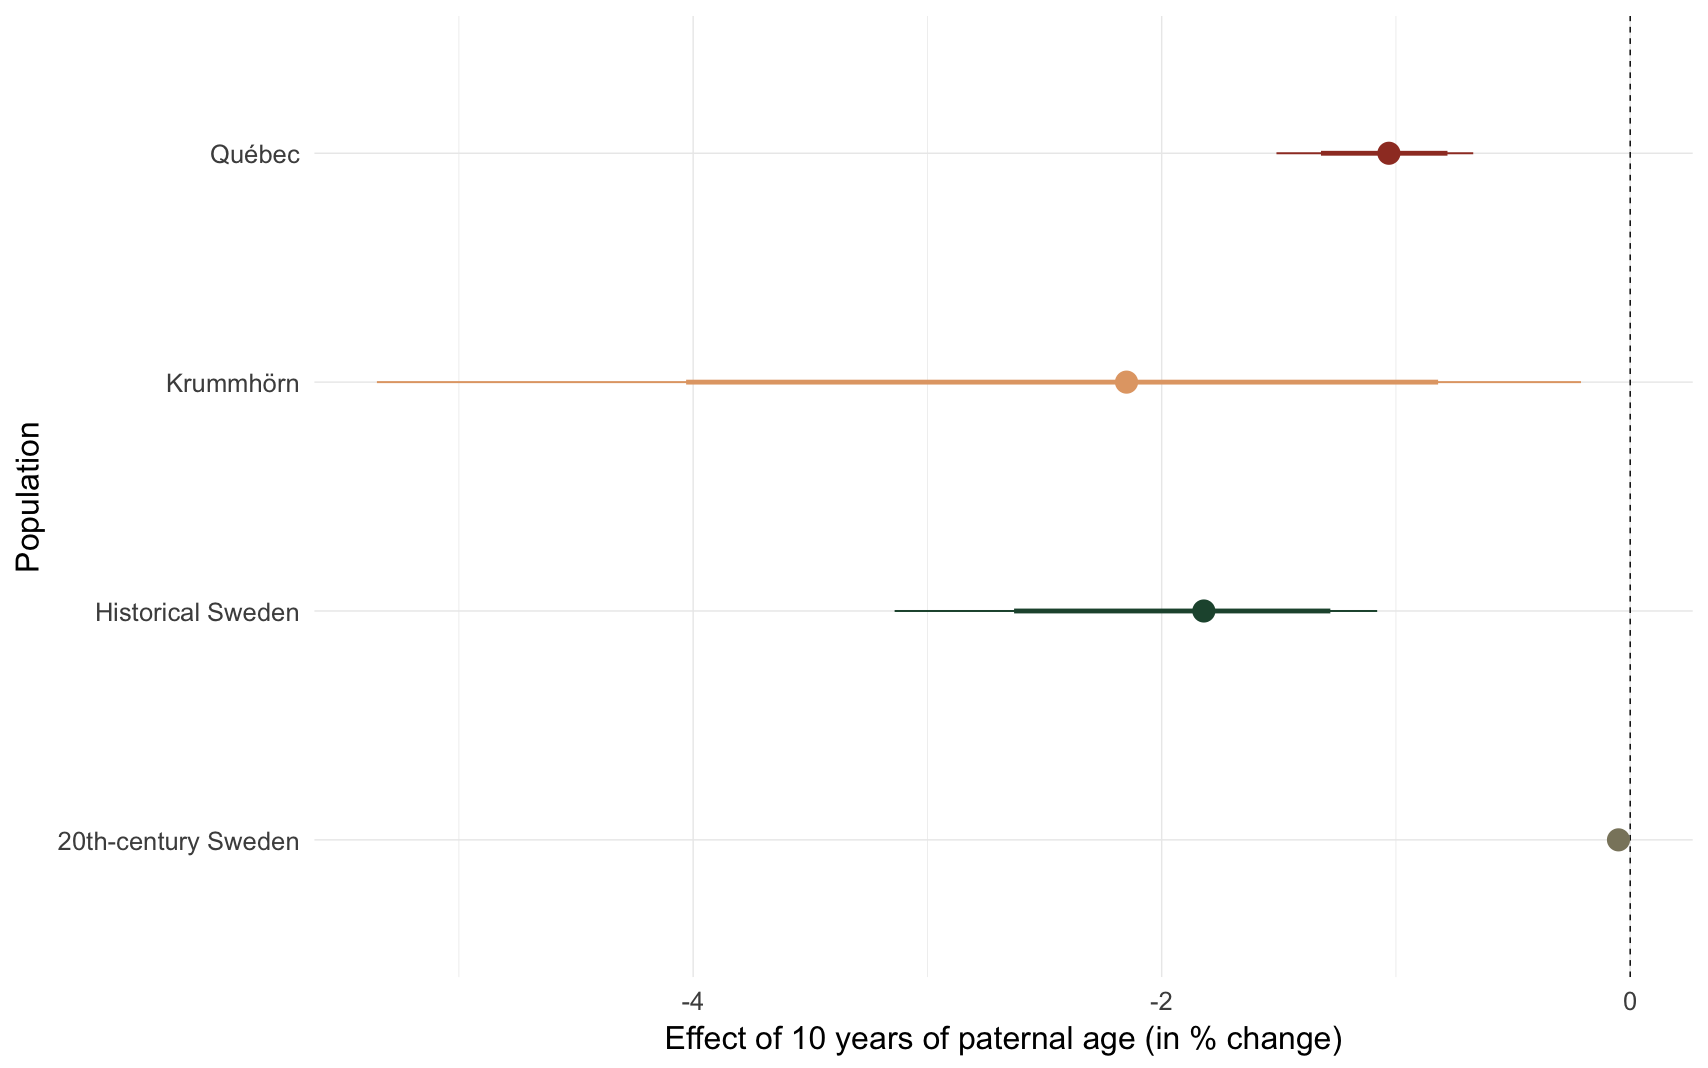 Population
Québec
Krummhörn
Historical Sweden
20th-century Sweden
-4 -2 0
Effect of 10 years of paternal age (in % change)